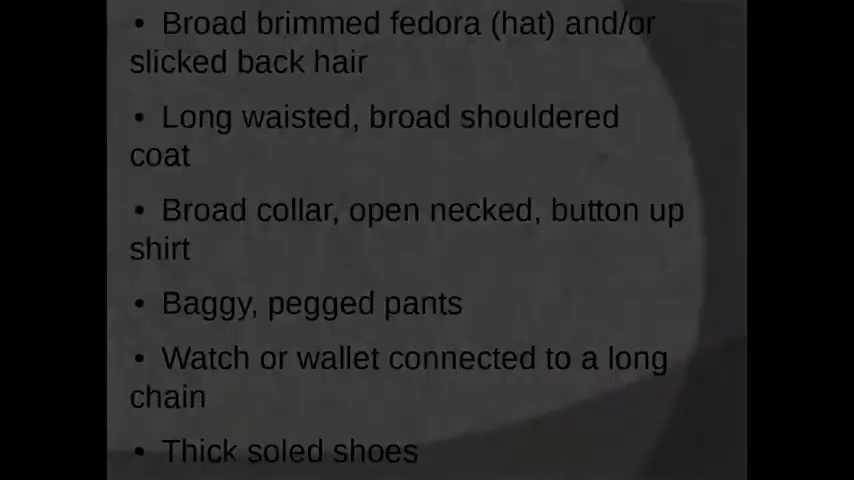 • Broad brimmed fedora (hat) and/or
slicked back hair
• Long waisted, broad shouldered
coat
• Broad collar, open necked, button up
shirt
• Baggy, pegged pants
• Watch or wallet connected to a long
chain
• Thick soled shoes